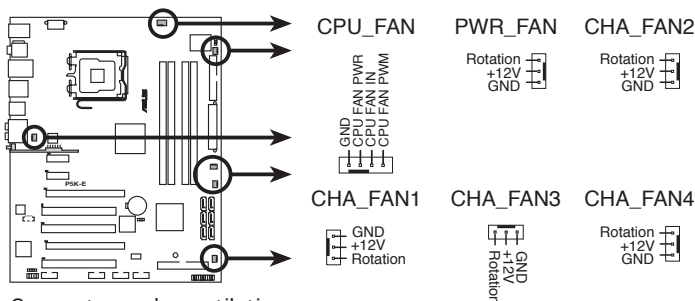 CPU_FAN
PWR_FAN
CHA_FAN2
GND
CPU FAN PWR
CPU FAN IN
CPU FAN PWM
Rotation
+12V
GND
Rotation
+12V
GND
ASUS
P5K-E
CHA_FAN1
CHA_FAN3
CHA_FAN4
GND
+12V
Rotation
GND
+12V
Rotation
Rotation
+12V
GND